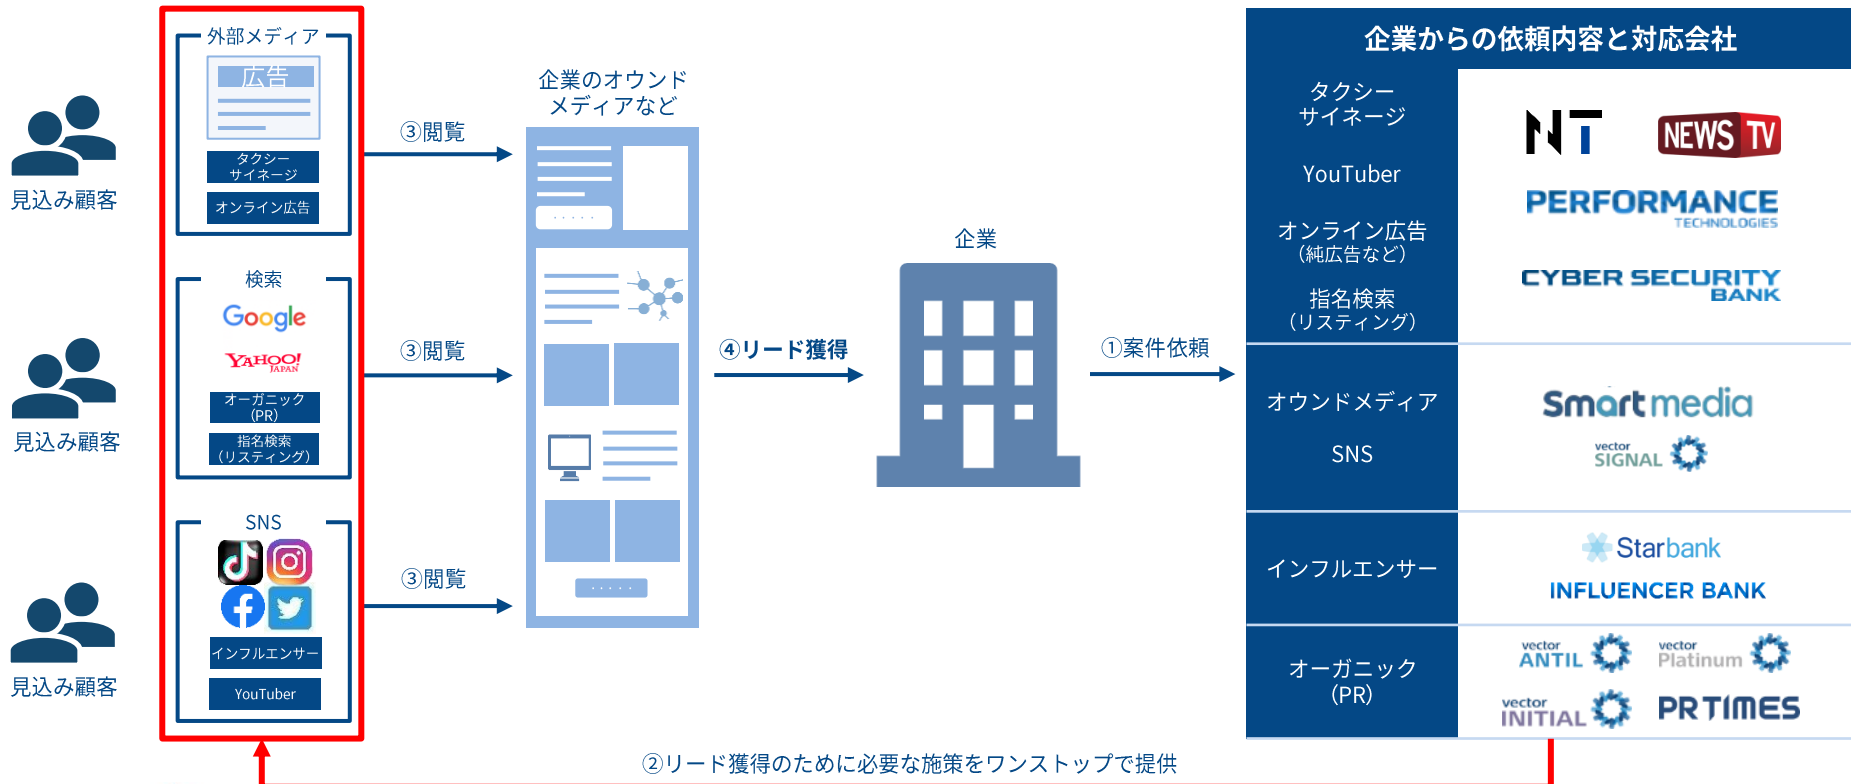 見込み顧客
見込み顧客
見込み顧客
外部メディア
広告
タクシー
サイネージ
オンライン広告
検索
Google
YAHOO!
JAPAN
オーガニック
(PR)
指名検索
(リスティング)
SNS
インフルエンサー
YouTuber
③閲覧
③閲覧
③閲覧
企業のオウンド
メディアなど
④リード獲得
企業
①案件依頼
企業からの依頼内容と対応会社
タクシー
サイネージ
YouTuber
オンライン広告
(純広告など)
指名検索
(リスティング)
NT
NEWS TV
PERFORMANCE
TECHNOLOGIES
CYBER SECURITY
BANK
オウンドメディア
SNS
Smart media
vector
SIGNAL
インフルエンサー
Starbank
INFLUENCER BANK
オーガニック
(PR)
vector
ANTIL
vector
Platinum
vector
INITIAL
PR TIMES
②リード獲得のために必要な施策をワンストップで提供